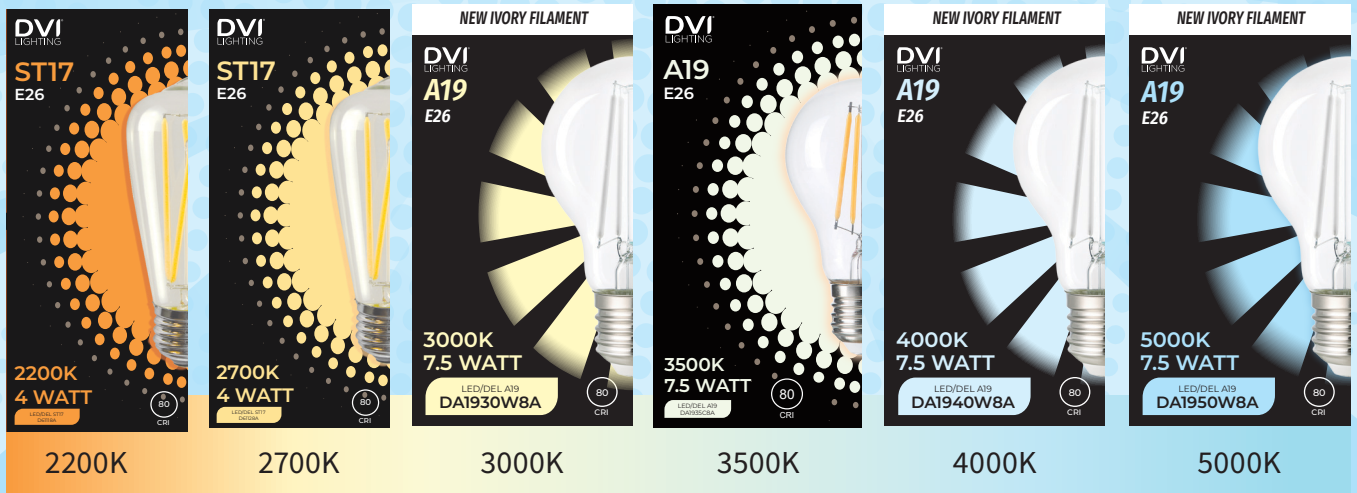 DVI
LIGHTING
ST17
E26
2200K
4 WATT
LED/DEL ST17
80
CRI
DVI
LIGHTING
ST17
E26
2700K
4 WATT
LED/DEL ST17
80
CRI
NEW IVORY FILAMENT
DVI
LIGHTING
A19
E26
3000K
7.5 WATT
LED/DEL A19
DA1930W8A
80
CRI
DVI
LIGHTING
A19
E26
3500K
7.5 WATT
LED/DEL A19
DA1935C8A
80
CRI
NEW IVORY FILAMENT
DVI
LIGHTING
A19
E26
4000K
7.5 WATT
LED/DEL A19
DA1940W8A
80
CRI
NEW IVORY FILAMENT
DVI
LIGHTING
A19
E26
5000K
7.5 WATT
LED/DEL A19
DA1950W8A
80
CRI
2200K
2700K
3000K
3500K
4000K
5000K